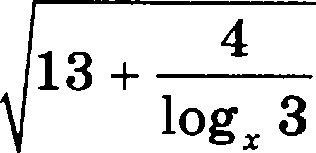 √(13 + 4/(logₓ 3))